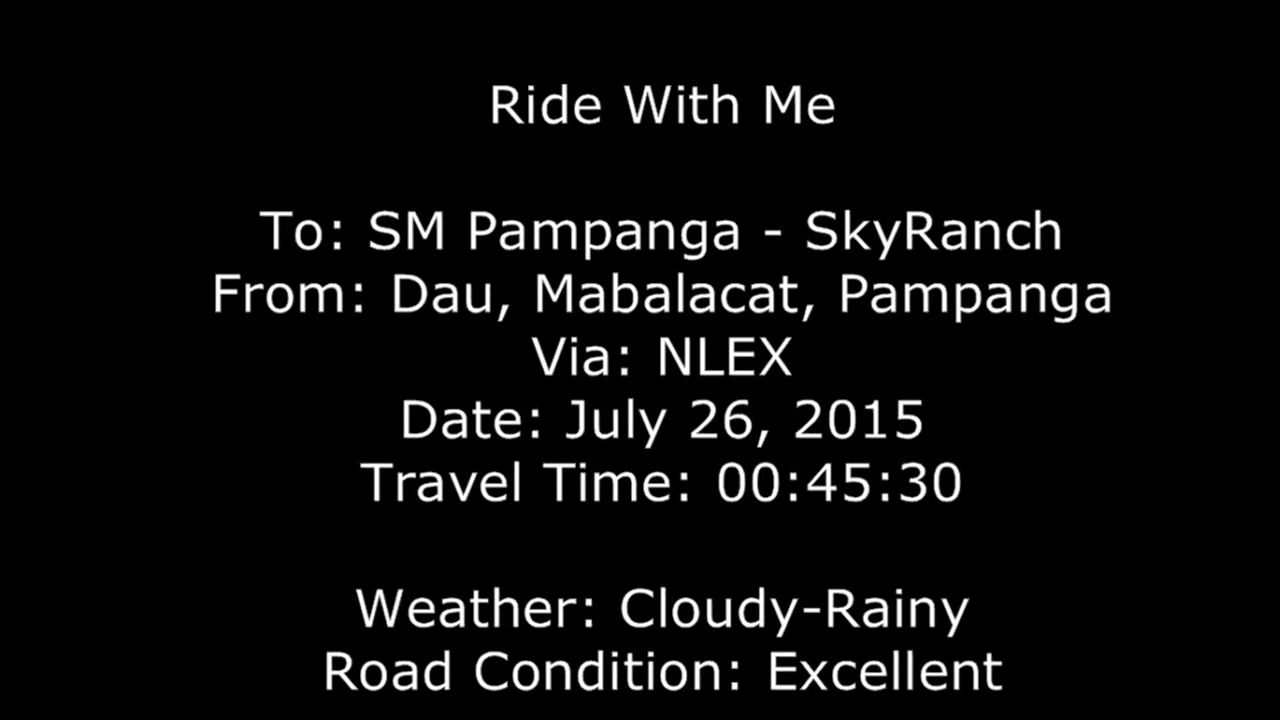 Ride With Me
To: SM Pampanga - SkyRanch
From: Dau, Mabalacat, Pampanga
Via: NLEX
Date: July 26, 2015
Travel Time: 00:45:30
Weather: Cloudy-Rainy
Road Condition: Excellent